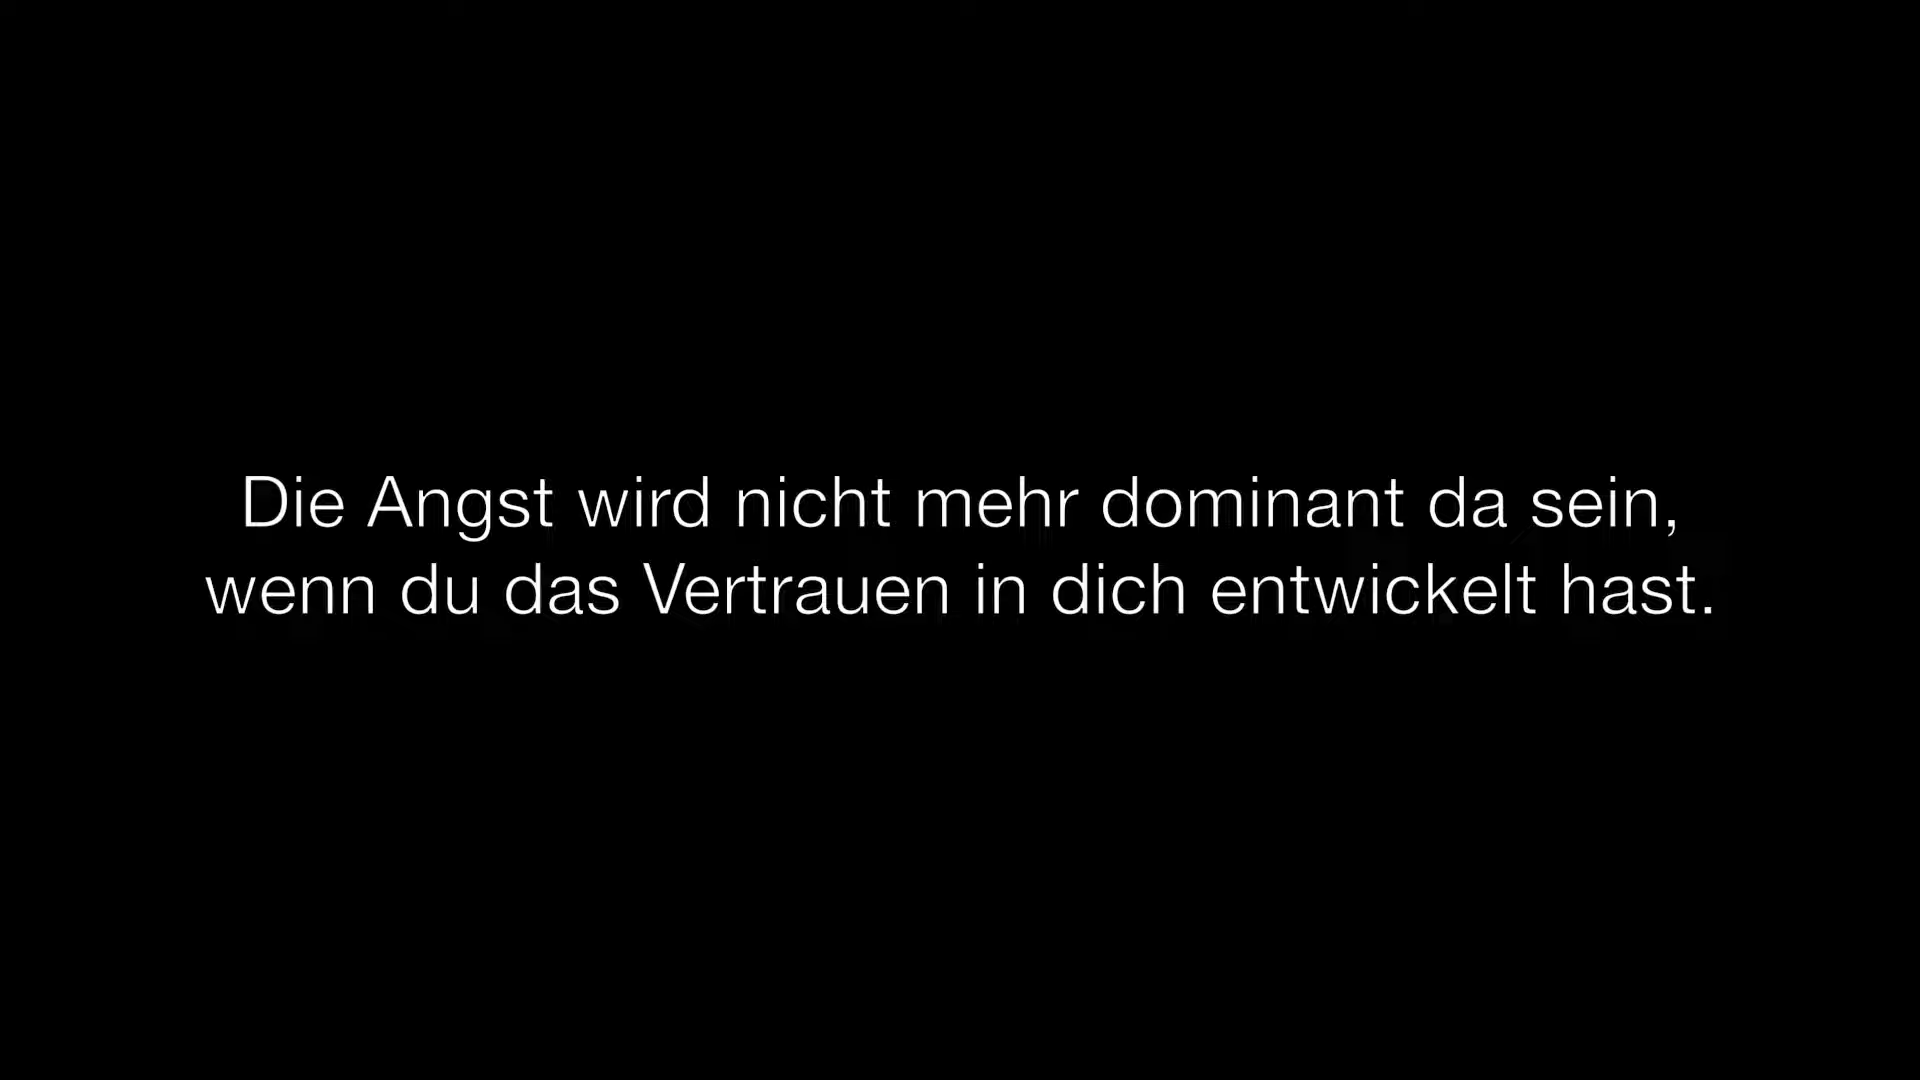 Die Angst wird nicht mehr dominant da sein,
wenn du das Vertrauen in dich entwickelt hast.